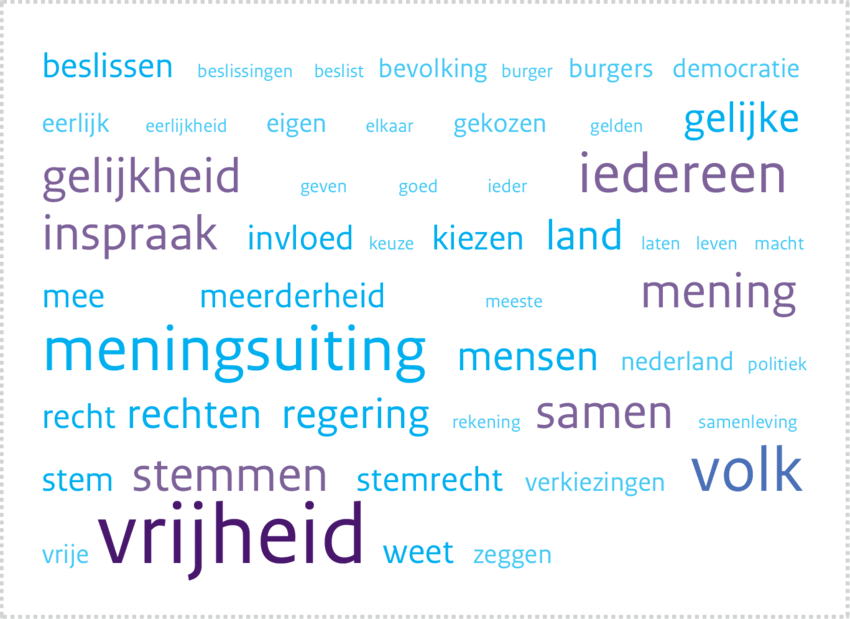 beslissen beslissingen beslist bevolking burger burgers democratie
eerlijk eerlijkheid eigen elkaar gekozen gelden gelijke
gelijkheid geven goed ieder iedereen
inspraak invloed keuze kiezen land laten leven macht
mee meerderheid meeste mening
meningsuiting mensen nederland politiek
recht rechten regering rekening samen samenleving
stem stemmen stemrecht verkiezingen volk
vrije vrijheid weet zeggen